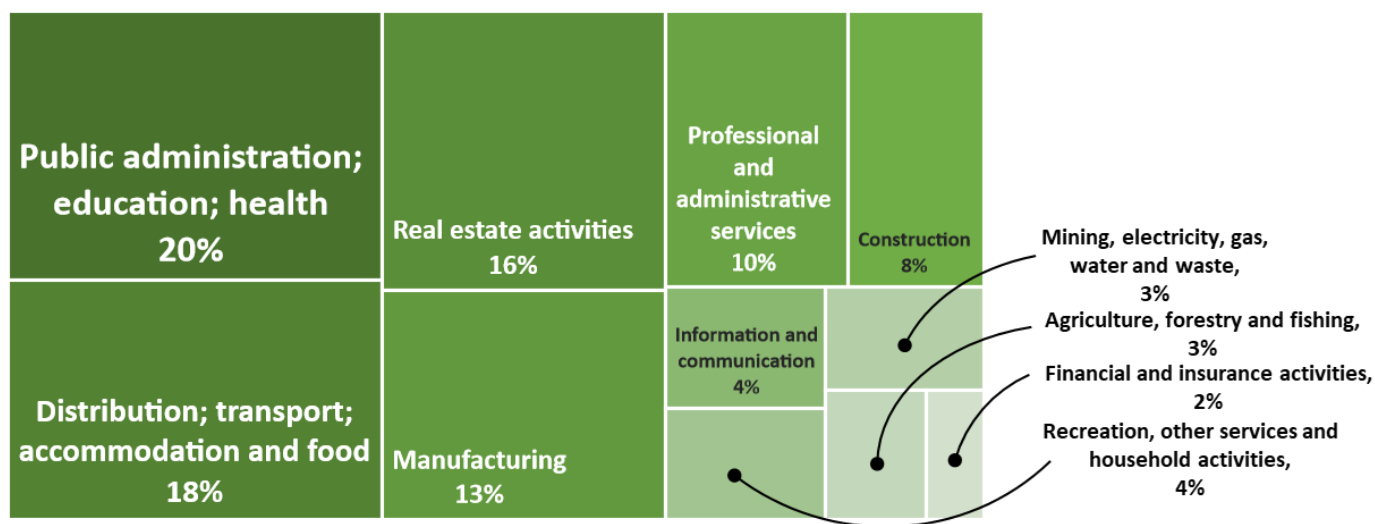 Public administration;
education; health
20%
Distribution; transport;
accommodation and food
18%
Real estate activities
16%
Manufacturing
13%
Professional
and
administrative
services
10%
Construction
8%
Information and
communication
4%
Mining, electricity, gas,
water and waste,
3%
Agriculture, forestry and fishing,
3%
Financial and insurance activities,
2%
Recreation, other services and
household activities,
4%